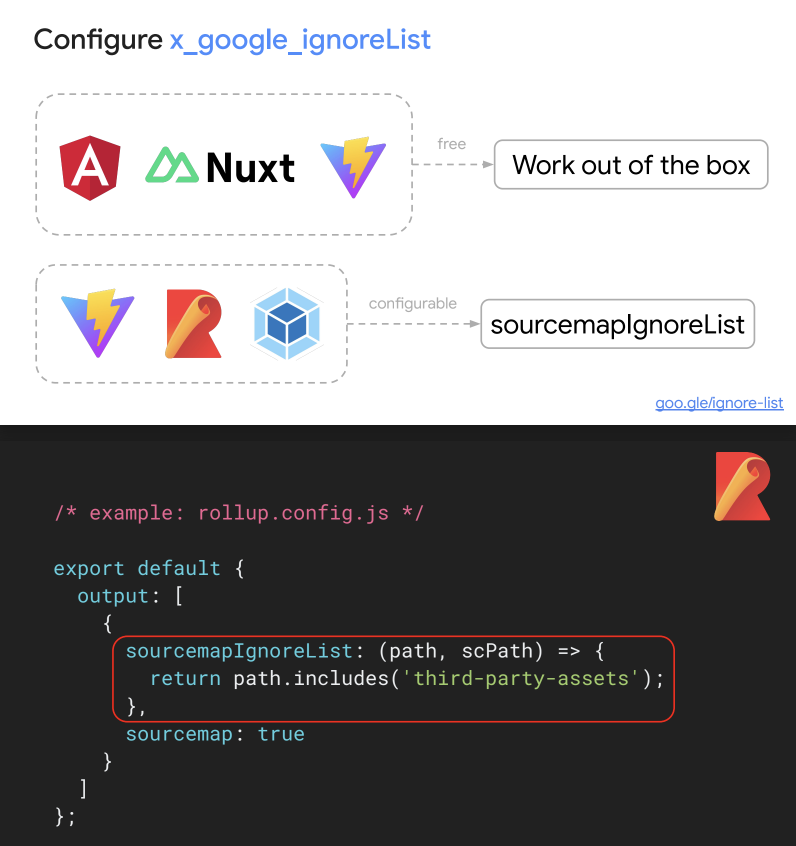 Configure x_google_ignoreList
free
Nuxt
Work out of the box
configurable
sourcemapIgnoreList
goo.gle/ignore-list
/* example: rollup.config.js */
export default {
  output: [
    {
      sourcemapIgnoreList: (path, scPath) => {
        return path.includes('third-party-assets');
      },
      sourcemap: true
    }
  ]
};